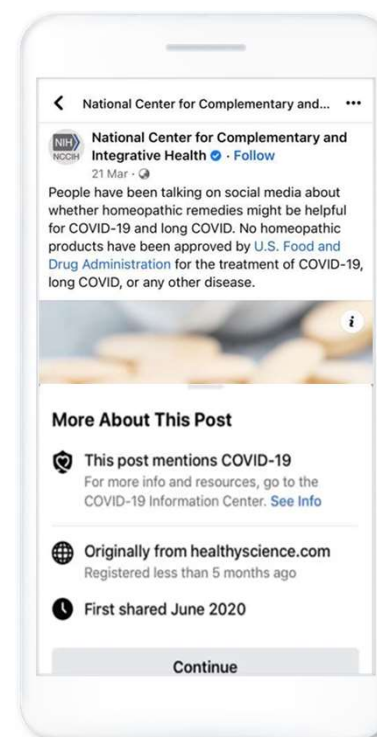 National Center for Complementary and... •••
NIH
NCCIH
National Center for Complementary and
Integrative Health · Follow
21 Mar ·
People have been talking on social media about
whether homeopathic remedies might be helpful
for COVID-19 and long COVID. No homeopathic
products have been approved by U.S. Food and
Drug Administration for the treatment of COVID-19,
long COVID, or any other disease.
i
More About This Post
This post mentions COVID-19
For more info and resources, go to the
COVID-19 Information Center. See Info
Originally from healthyscience.com
Registered less than 5 months ago
First shared June 2020
Continue